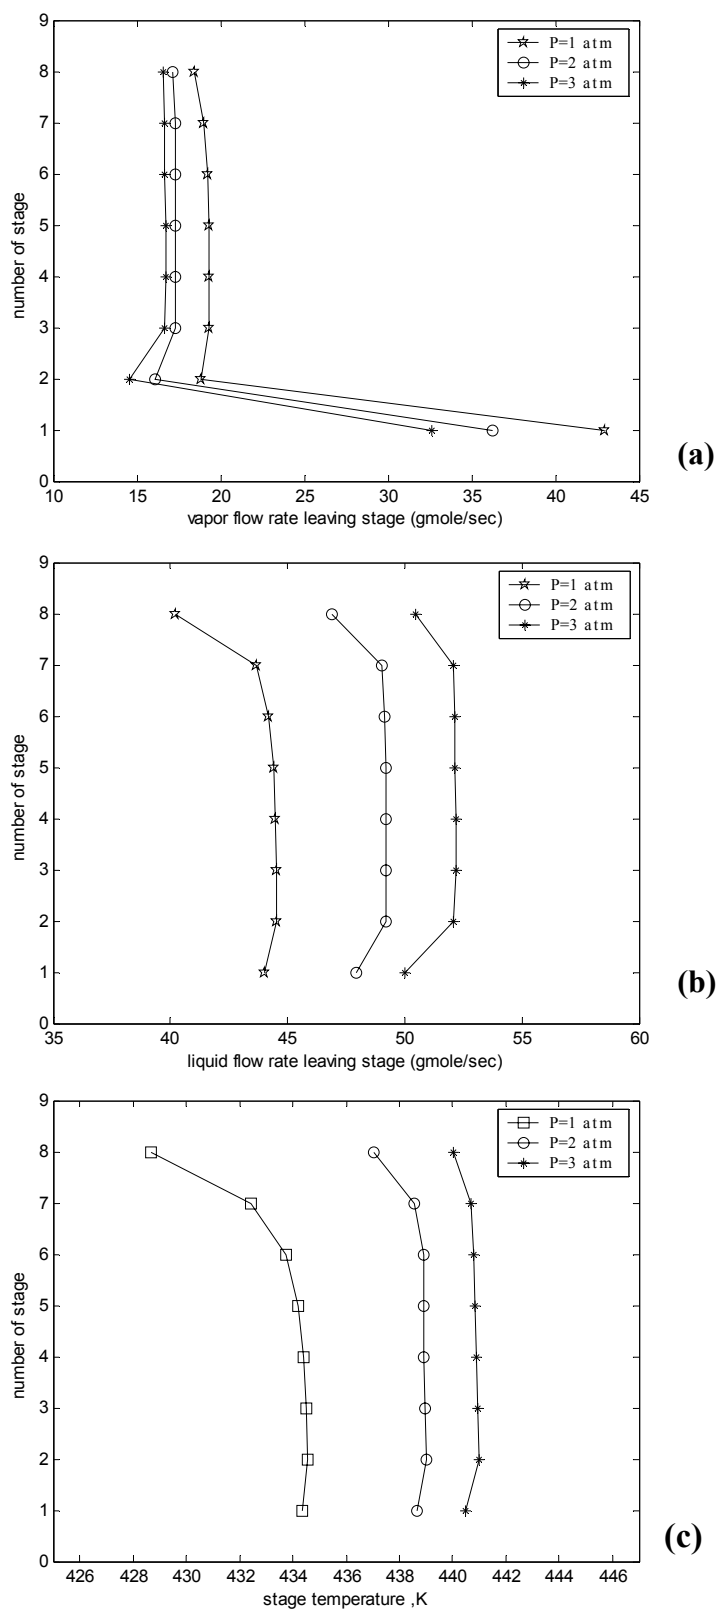 9
8
7
6
5
4
3
2
1
0
number of stage
P=1 atm
P=2 atm
P=3 atm
10 15 20 25 30 35 40 45
vapor flow rate leaving stage (gmole/sec)
(a)
9
8
7
6
5
4
3
2
1
0
number of stage
P=1 atm
P=2 atm
P=3 atm
35 40 45 50 55 60
liquid flow rate leaving stage (gmole/sec)
(b)
9
8
7
6
5
4
3
2
1
0
number of stage
P=1 atm
P=2 atm
P=3 atm
426 428 430 432 434 436 438 440 442 444 446
stage temperature ,K
(c)